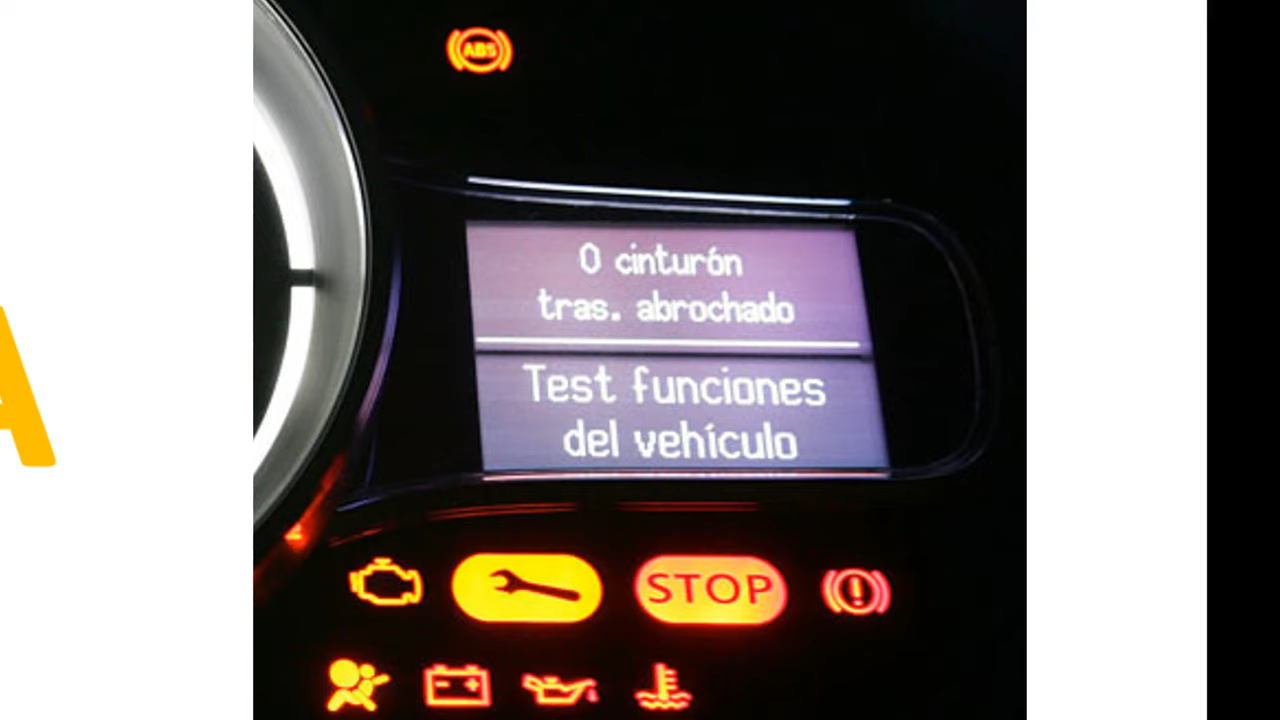 ABS
0 cinturón
tras. abrochado
Test funciones
del vehículo
STOP
A